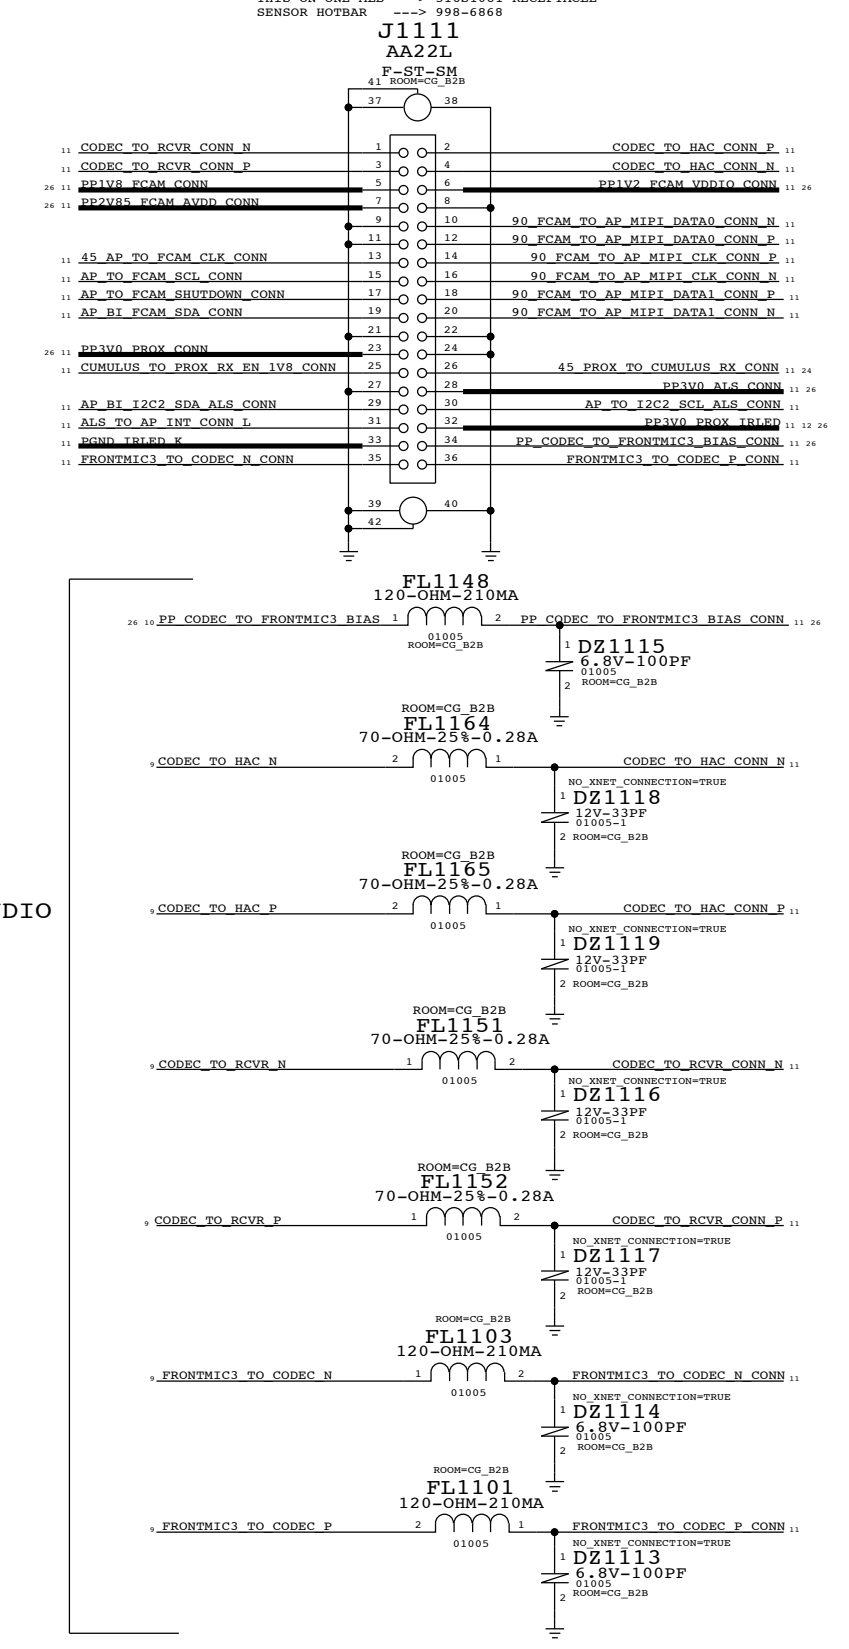 SENSOR HOTBAR ---> 998-6868
J1111
AA22L
F-ST-SM
41 ROOM=CG_B2B
37 38
11 CODEC_TO_RCVR_CONN_N 1 2 CODEC_TO_HAC_CONN_P 11
11 CODEC_TO_RCVR_CONN_P 3 4 CODEC_TO_HAC_CONN_N 11
26 11 PP1V8_FCAM_CONN 5 6 PP1V2_FCAM_VDDIO_CONN 11 26
26 11 PP2V85_FCAM_AVDD_CONN 7 8
9 10 90_FCAM_TO_AP_MIPI_DATA0_CONN_N 11
11 12 90_FCAM_TO_AP_MIPI_DATA0_CONN_P 11
11 45_AP_TO_FCAM_CLK_CONN 13 14 90_FCAM_TO_AP_MIPI_CLK_CONN_P 11
11 AP_TO_FCAM_SCL_CONN 15 16 90_FCAM_TO_AP_MIPI_CLK_CONN_N 11
11 AP_TO_FCAM_SHUTDOWN_CONN 17 18 90_FCAM_TO_AP_MIPI_DATA1_CONN_P 11
11 AP_BI_FCAM_SDA_CONN 19 20 90_FCAM_TO_AP_MIPI_DATA1_CONN_N 11
21 22
26 11 PP3V0_PROX_CONN 23 24
11 CUMULUS_TO_PROX_RX_EN_1V8_CONN 25 26 45_PROX_TO_CUMULUS_RX_CONN 11 24
27 28 PP3V0_ALS_CONN 11 26
11 AP_BI_I2C2_SDA_ALS_CONN 29 30 AP_TO_I2C2_SCL_ALS_CONN 11
11 ALS_TO_AP_INT_CONN_L 31 32 PP3V0_PROX_IRLED 11 12 26
11 PGND_IRLED_K 33 34 PP_CODEC_TO_FRONTMIC3_BIAS_CONN 11 26
11 FRONTMIC3_TO_CODEC_N_CONN 35 36 FRONTMIC3_TO_CODEC_P_CONN 11
39 40
42
FL1148
120-OHM-210MA
26 10 PP_CODEC_TO_FRONTMIC3_BIAS 1 2 PP_CODEC_TO_FRONTMIC3_BIAS_CONN 11 26
01005
ROOM=CG_B2B
1 DZ1115
6.8V-100PF
01005
2 ROOM=CG_B2B
ROOM=CG_B2B
FL1164
70-OHM-25%-0.28A
9 CODEC_TO_HAC_N 2 1 CODEC_TO_HAC_CONN_N 11
01005
NO_XNET_CONNECTION=TRUE
1 DZ1118
12V-33PF
01005-1
2 ROOM=CG_B2B
ROOM=CG_B2B
FL1165
70-OHM-25%-0.28A
9 CODEC_TO_HAC_P 2 1 CODEC_TO_HAC_CONN_P 11
01005
NO_XNET_CONNECTION=TRUE
1 DZ1119
12V-33PF
01005-1
2 ROOM=CG_B2B
ROOM=CG_B2B
FL1151
70-OHM-25%-0.28A
9 CODEC_TO_RCVR_N 1 2 CODEC_TO_RCVR_CONN_N 11
01005
NO_XNET_CONNECTION=TRUE
1 DZ1116
12V-33PF
01005-1
2 ROOM=CG_B2B
ROOM=CG_B2B
FL1152
70-OHM-25%-0.28A
9 CODEC_TO_RCVR_P 1 2 CODEC_TO_RCVR_CONN_P 11
01005
NO_XNET_CONNECTION=TRUE
1 DZ1117
12V-33PF
01005-1
2 ROOM=CG_B2B
ROOM=CG_B2B
FL1103
120-OHM-210MA
9 FRONTMIC3_TO_CODEC_N 1 2 FRONTMIC3_TO_CODEC_N_CONN 11
01005
NO_XNET_CONNECTION=TRUE
1 DZ1114
6.8V-100PF
01005
2 ROOM=CG_B2B
ROOM=CG_B2B
FL1101
120-OHM-210MA
9 FRONTMIC3_TO_CODEC_P 2 1 FRONTMIC3_TO_CODEC_P_CONN 11
01005
NO_XNET_CONNECTION=TRUE
1 DZ1113
6.8V-100PF
01005
2 ROOM=CG_B2B